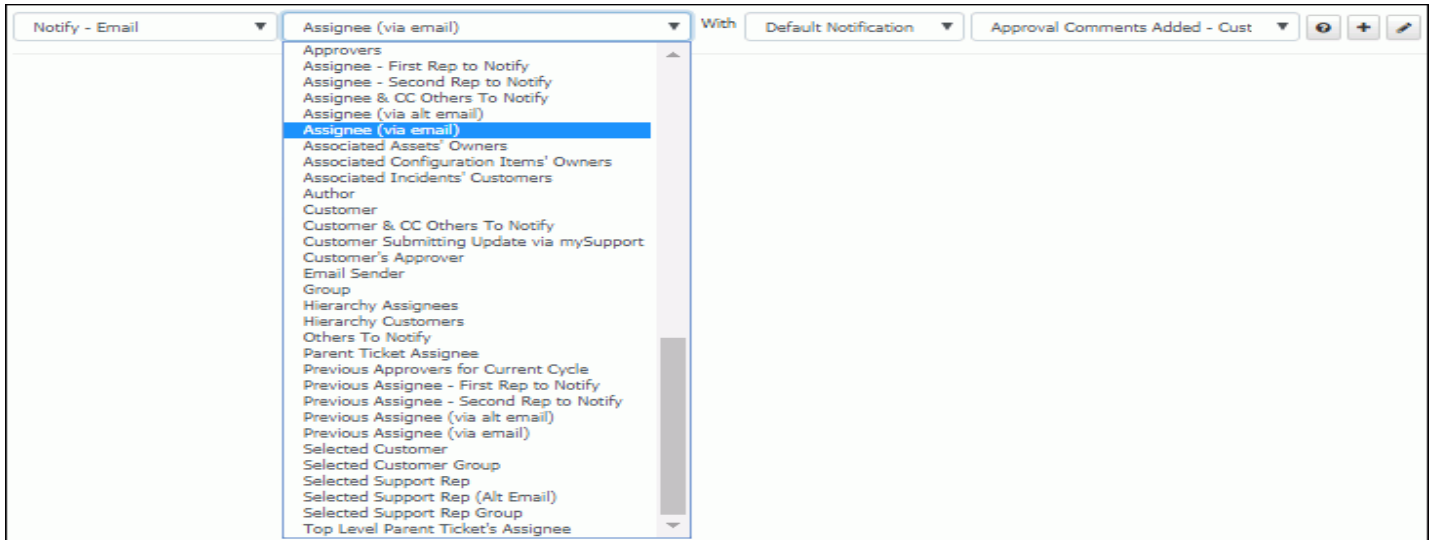 Notify - Email Assignee (via email) With Default Notification Approval Comments Added - Cust
Approvers
Assignee - First Rep to Notify
Assignee - Second Rep to Notify
Assignee & CC Others To Notify
Assignee (via alt email)
Assignee (via email)
Associated Assets' Owners
Associated Configuration Items' Owners
Associated Incidents' Customers
Author
Customer
Customer & CC Others To Notify
Customer Submitting Update via mySupport
Customer's Approver
Email Sender
Group
Hierarchy Assignees
Hierarchy Customers
Others To Notify
Parent Ticket Assignee
Previous Approvers for Current Cycle
Previous Assignee - First Rep to Notify
Previous Assignee - Second Rep to Notify
Previous Assignee (via alt email)
Previous Assignee (via email)
Selected Customer
Selected Customer Group
Selected Support Rep
Selected Support Rep (Alt Email)
Selected Support Rep Group
Top Level Parent Ticket's Assignee